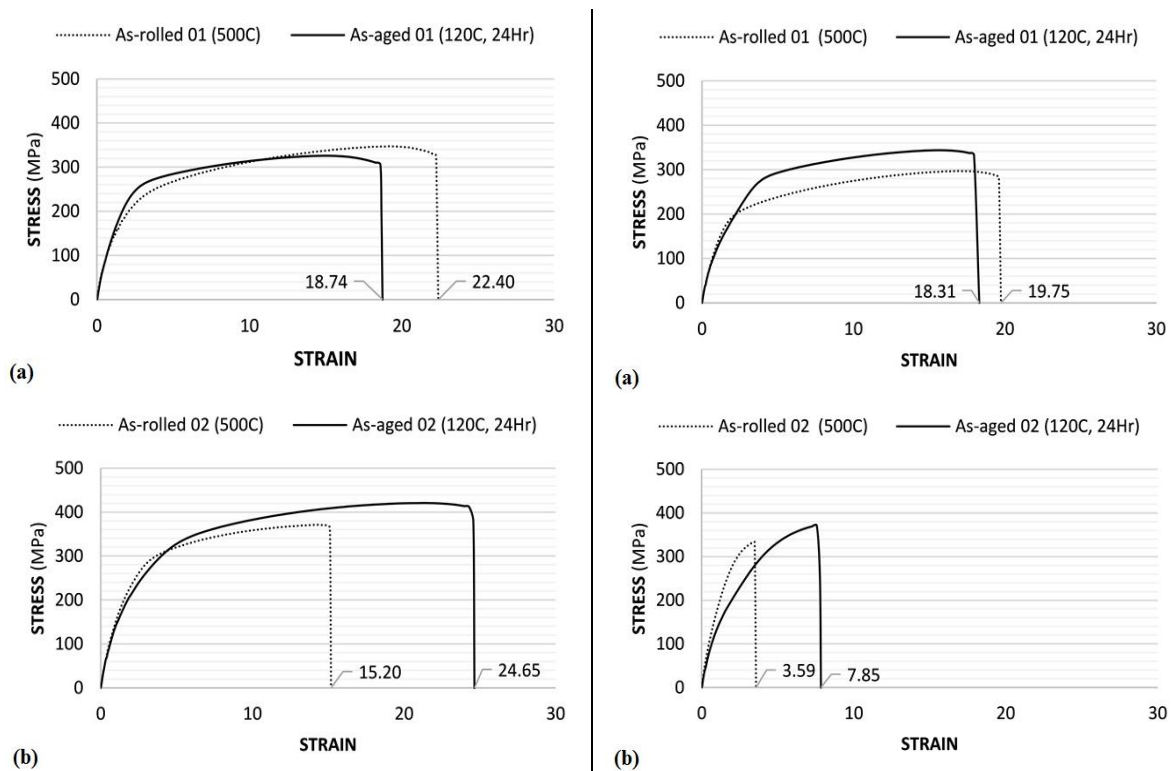 As-rolled 01 (500C) As-aged 01 (120C, 24Hr)
500
400
300
200
100
0
STRESS (MPa)
18.74
22.40
0 10 20 30
STRAIN
(a)
As-rolled 01 (500C) As-aged 01 (120C, 24Hr)
500
400
300
200
100
0
STRESS (MPa)
18.31
19.75
0 10 20 30
STRAIN
(a)
As-rolled 02 (500C) As-aged 02 (120C, 24Hr)
500
400
300
200
100
0
STRESS (MPa)
15.20
24.65
0 10 20 30
STRAIN
(b)
As-rolled 02 (500C) As-aged 02 (120C, 24Hr)
500
400
300
200
100
0
STRESS (MPa)
3.59
7.85
0 10 20 30
STRAIN
(b)